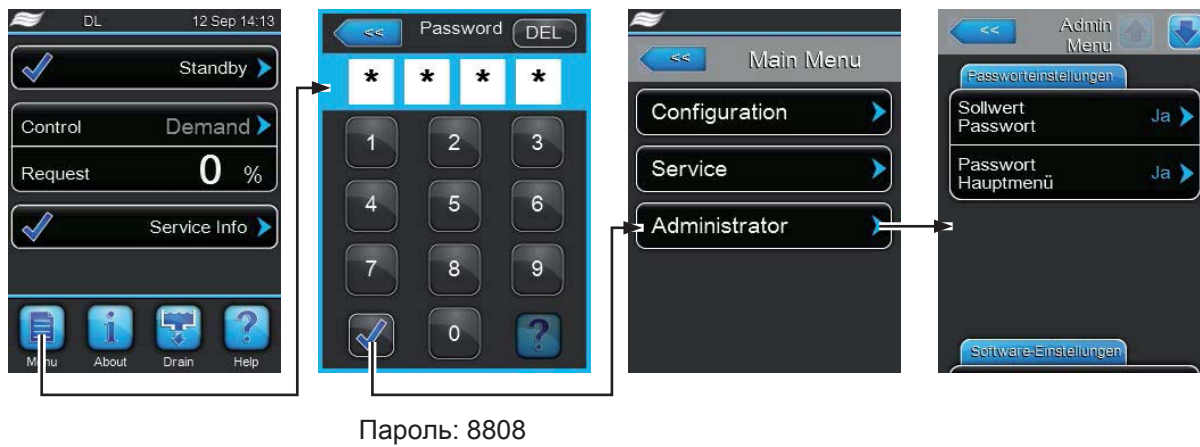 DL 12 Sep 14:13
Standby
Control Demand
Request 0 %
Service Info
Menu About Drain Help
<< Password DEL
* * * *
1 2 3
4 5 6
7 8 9
0 ?
Пароль: 8808
<< Main Menu
Configuration
Service
Administrator
<< Admin
Menu
Passworteinstellungen
Sollwert
Passwort Ja
Passwort
Hauptmenü Ja
Software-Einstellungen